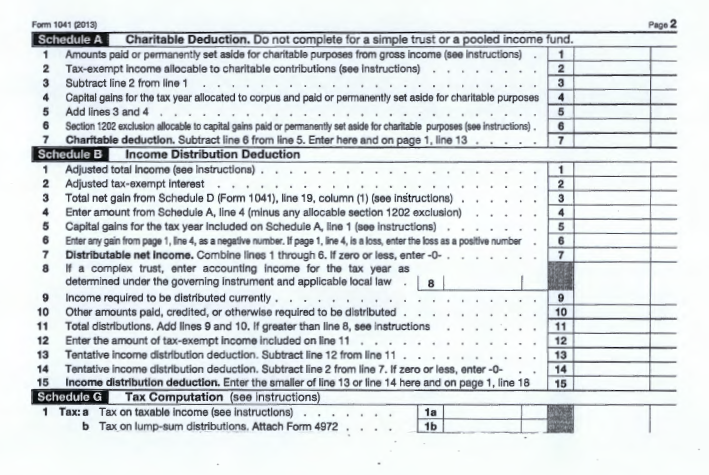 Form 1041 (2013) Page 2
Schedule A Charitable Deduction. Do not complete for a simple trust or a pooled income fund.
1 Amounts paid or permanently set aside for charitable purposes from gross income (see instructions) . 1
2 Tax-exempt income allocable to charitable contributions (see instructions) . . . . . . . 2
3 Subtract line 2 from line 1 . . . . . . . . . . . . . . . . . . . . 3
4 Capital gains for the tax year allocated to corpus and paid or permanently set aside for charitable purposes 4
5 Add lines 3 and 4 . . . . . . . . . . . . . . . . . . . . . . . 5
6 Section 1202 exclusion allocable to capital gains paid or permanently set aside for charitable purposes (see instructions) . 6
7 Charitable deduction. Subtract line 6 from line 5. Enter here and on page 1, line 13 . . . . . 7
Schedule B Income Distribution Deduction
1 Adjusted total income (see instructions) . . . . . . . . . . . . . . . . 1
2 Adjusted tax-exempt interest . . . . . . . . . . . . . . . . . . . 2
3 Total net gain from Schedule D (Form 1041), line 19, column (1) (see instructions) . . . . . 3
4 Enter amount from Schedule A, line 4 (minus any allocable section 1202 exclusion) . . . . . 4
5 Capital gains for the tax year included on Schedule A, line 1 (see instructions) . . . . . . 5
6 Enter any gain from page 1, line 4, as a negative number. If page 1, line 4, is a loss, enter the loss as a positive number 6
7 Distributable net income. Combine lines 1 through 6. If zero or less, enter -0- . . . . . . 7
8 If a complex trust, enter accounting income for the tax year as
determined under the governing instrument and applicable local law . 8
9 Income required to be distributed currently . . . . . . . . . . . . . . . 9
10 Other amounts paid, credited, or otherwise required to be distributed . . . . . . . . 10
11 Total distributions. Add lines 9 and 10. If greater than line 8, see instructions . . . . . . 11
12 Enter the amount of tax-exempt income included on line 11 . . . . . . . . . . 12
13 Tentative income distribution deduction. Subtract line 12 from line 11 . . . . . . . . 13
14 Tentative income distribution deduction. Subtract line 2 from line 7. If zero or less, enter -0- . . 14
15 Income distribution deduction. Enter the smaller of line 13 or line 14 here and on page 1, line 18 15
Schedule G Tax Computation (see instructions)
1 Tax: a Tax on taxable income (see instructions) . . . . . . . 1a
b Tax on lump-sum distributions. Attach Form 4972 . . . . 1b